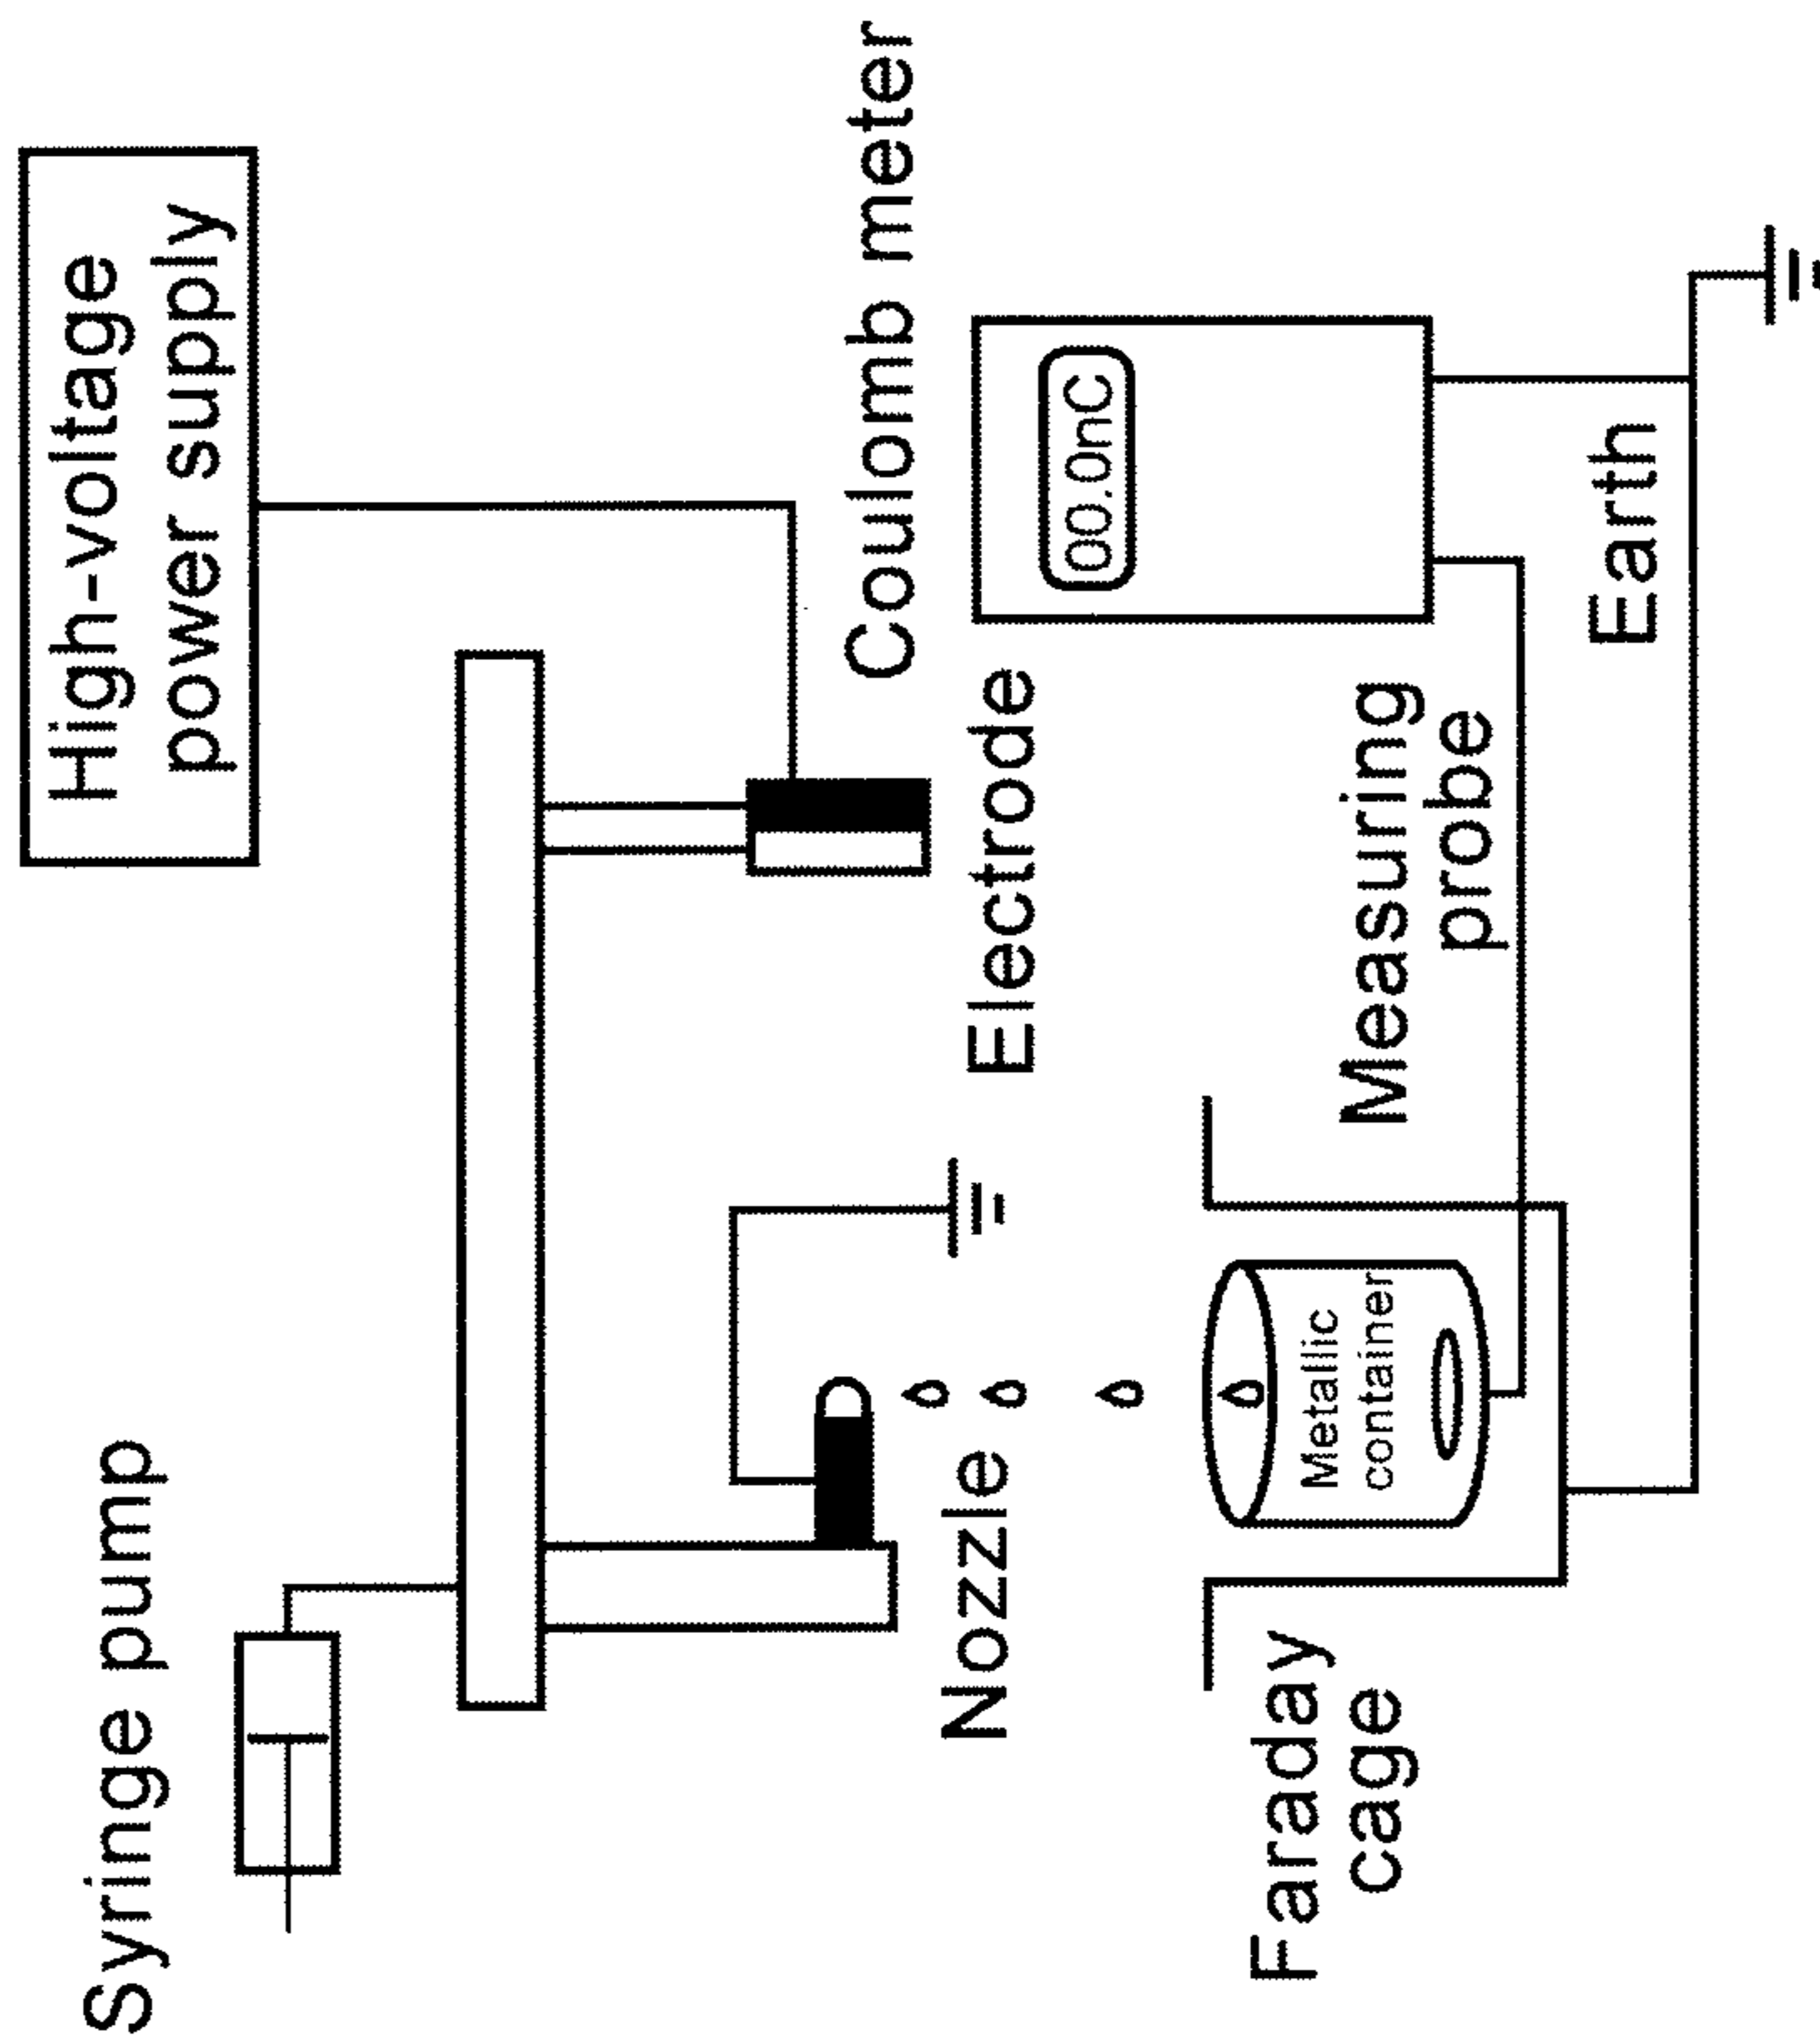 Syringe pump
High-voltage
power supply
Coulomb meter
00.0nC
Electrode
Nozzle
Measuring
probe
Metallic
container
Faraday
cage
Earth